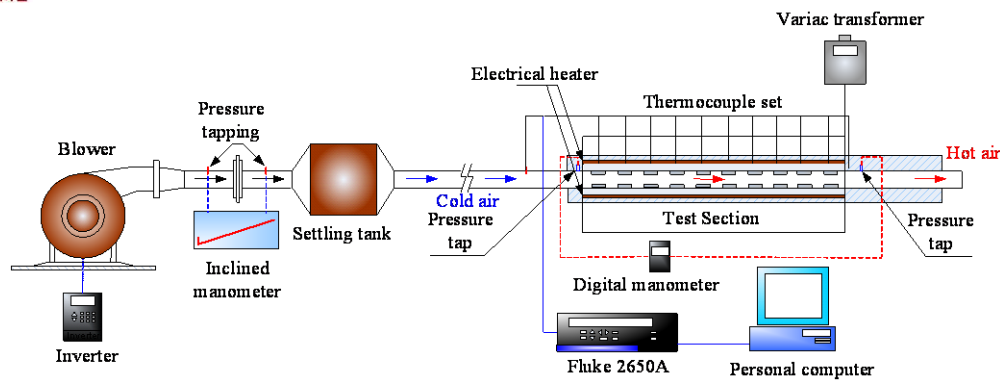 Variac transformer
Electrical heater
Thermocouple set
Pressure
tapping
Blower
Hot air
Cold air
Pressure
tap
Test Section
Pressure
tap
Settling tank
Inclined
manometer
Digital manometer
Inverter
Fluke 2650A
Personal computer